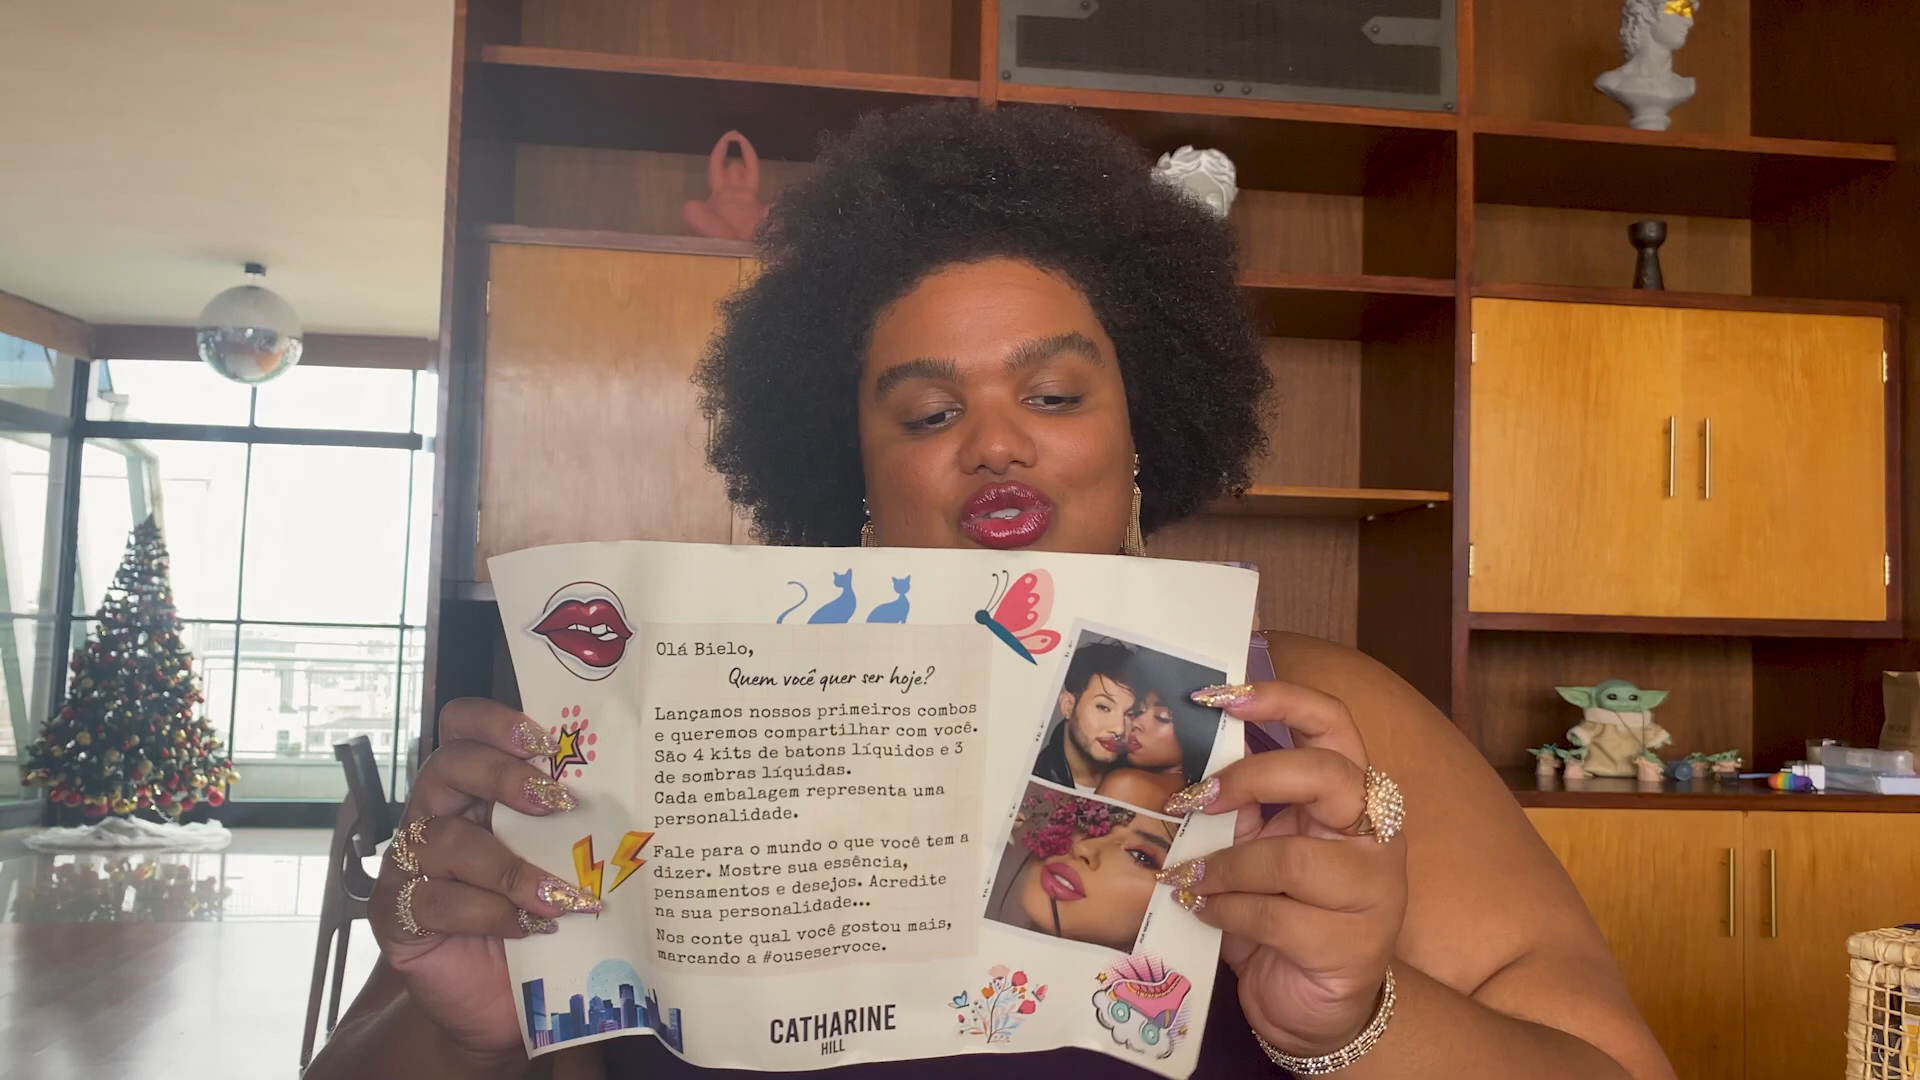 Olá Bielo,
Quem você quer ser hoje?
Lançamos nossos primeiros combos
e queremos compartilhar com você.
São 4 kits de batons líquidos e 3
de sombras líquidas.
Cada embalagem representa uma
personalidade.
Fale para o mundo o que você tem a
dizer. Mostre sua essência,
pensamentos e desejos. Acredite
na sua personalidade...
Nos conte qual você gostou mais,
marcando a #ouseservoce.
CATHARINE
HILL